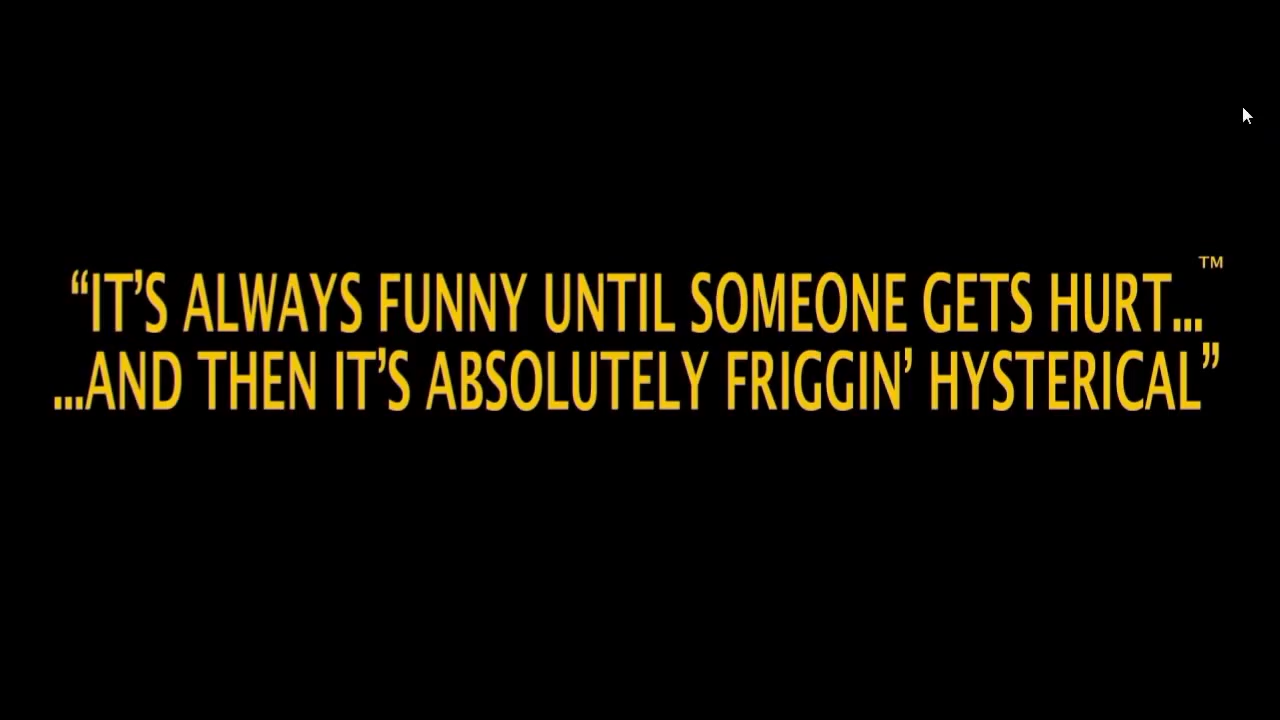 “IT’S ALWAYS FUNNY UNTIL SOMEONE GETS HURT...™
...AND THEN IT’S ABSOLUTELY FRIGGIN’ HYSTERICAL”